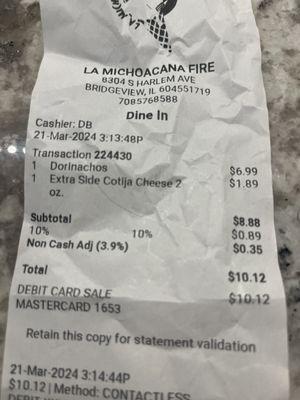 LA MICHOACANA FIRE
8304 S HARLEM AVE
BRIDGEVIEW, IL 604551719
7085768588
Dine In
Cashier: DB
21-Mar-2024 3:13:48P
Transaction 224430
1 Dorinachos $6.99
1 Extra Side Cotija Cheese 2 oz. $1.89
Subtotal $8.88
10% 10% $0.89
Non Cash Adj (3.9%) $0.35
Total $10.12
DEBIT CARD SALE $10.12
MASTERCARD 1653
Retain this copy for statement validation
21-Mar-2024 3:14:44P
$10.12 | Method: CONTACTLESS